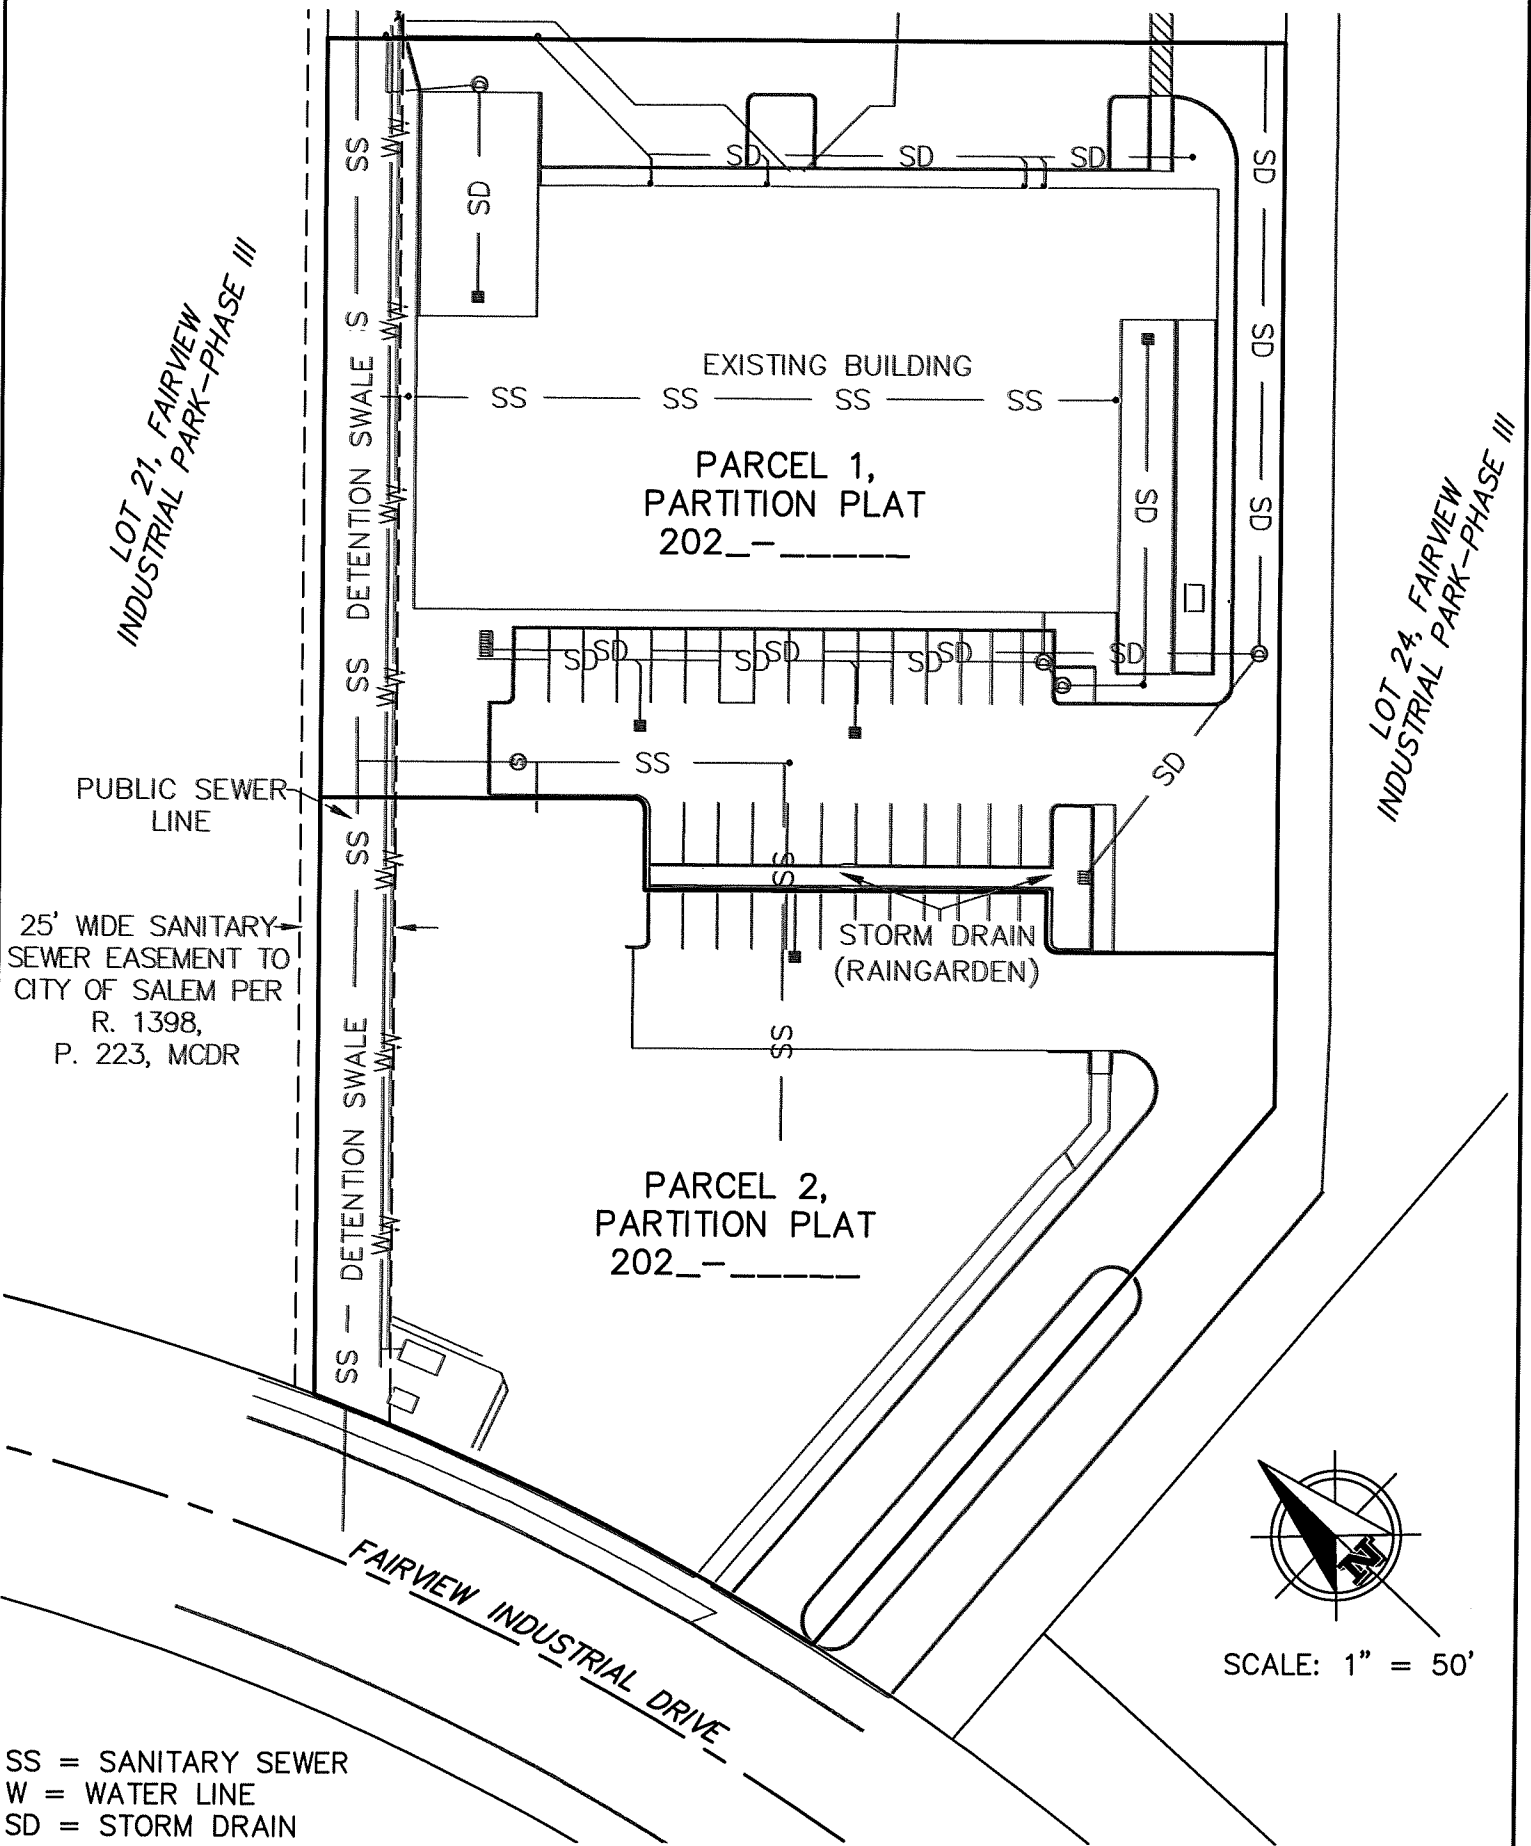 SS
SS
:S
DETENTION SWALE
SS
SS
SS
DETENTION SWALE
SS
W
W
W
W
W
W
W
SD
SD
SD
SD
SD
SD
SD
EXISTING BUILDING
SS
SS
SS
SS
SD
PARCEL 1,
PARTITION PLAT
202_-_____
SD
SD
SD
SD
SD
SD
SD
SD
SS
SS
SS
STORM DRAIN
(RAINGARDEN)
LOT 21, FAIRVIEW
INDUSTRIAL PARK-PHASE III
LOT 24, FAIRVIEW
INDUSTRIAL PARK-PHASE III
PUBLIC SEWER
LINE
25' WIDE SANITARY
SEWER EASEMENT TO
CITY OF SALEM PER
R. 1398,
P. 223, MCDR
PARCEL 2,
PARTITION PLAT
202_-_____
FAIRVIEW INDUSTRIAL DRIVE
N
SCALE: 1" = 50'
SS = SANITARY SEWER
W = WATER LINE
SD = STORM DRAIN